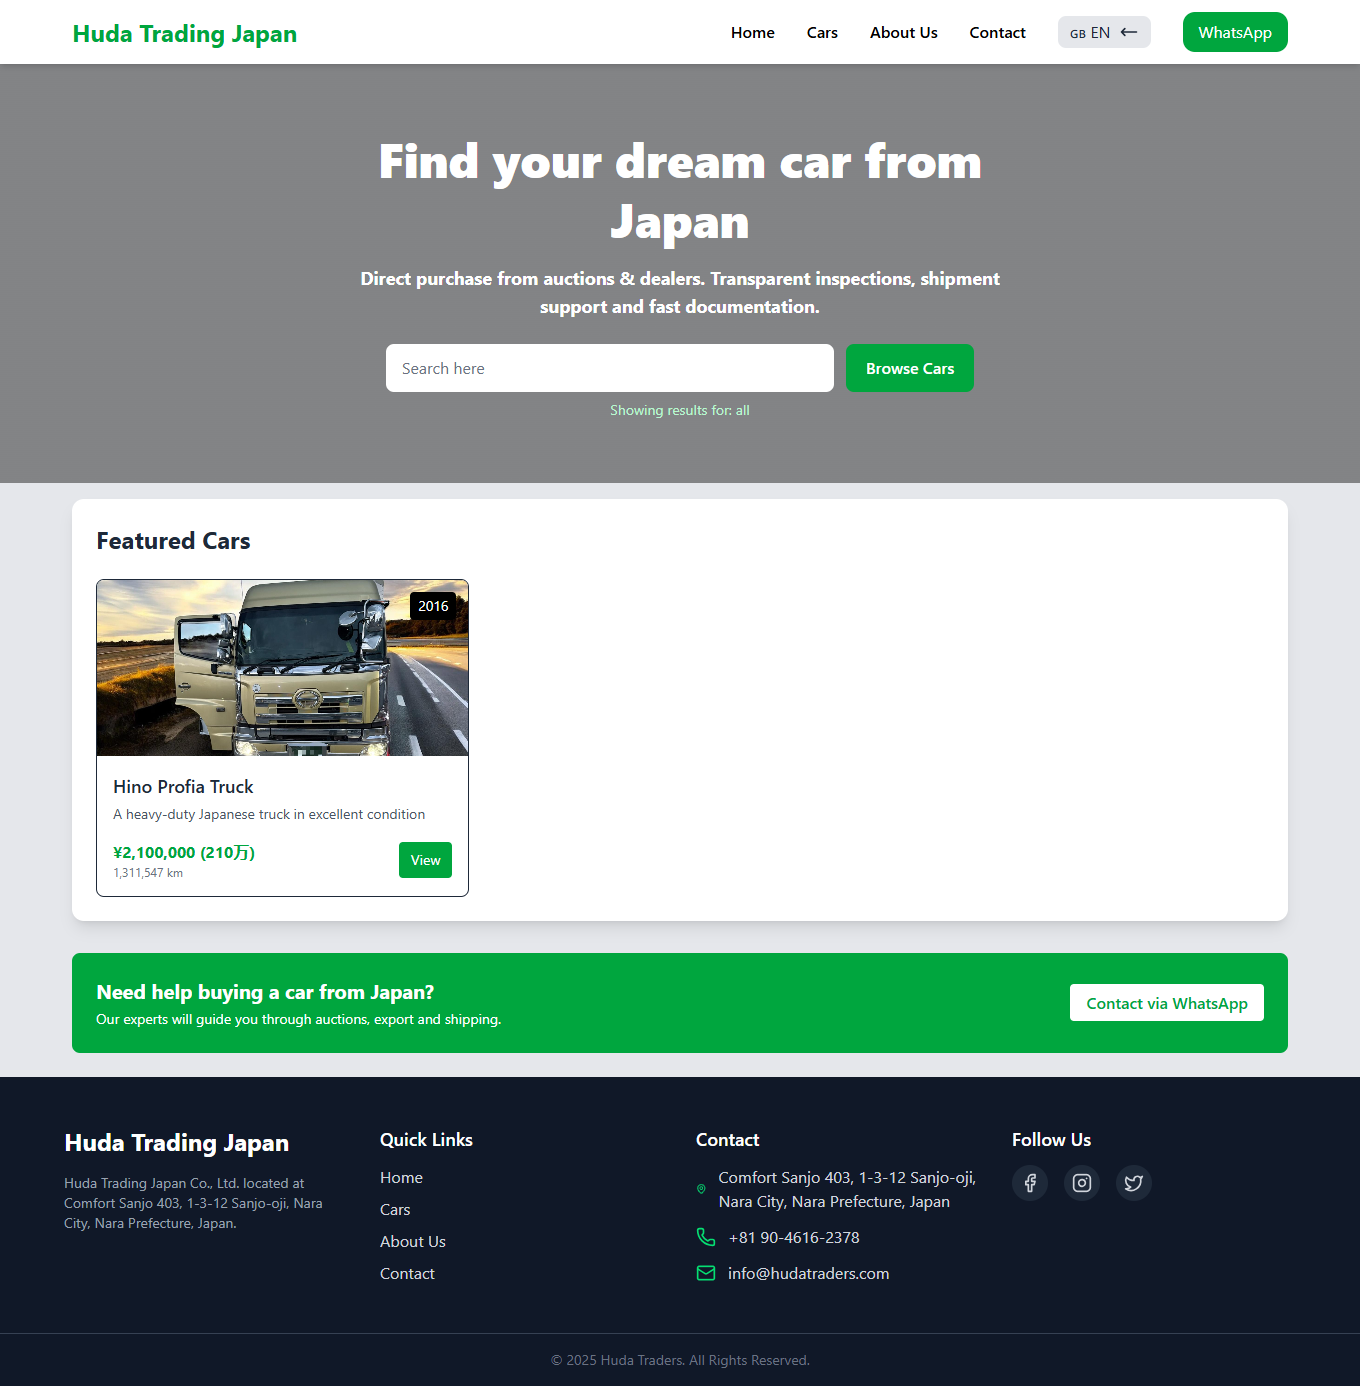 Huda Trading Japan
Home
Cars
About Us
Contact
GB EN
WhatsApp
Find your dream car from
Japan
Direct purchase from auctions & dealers. Transparent inspections, shipment
support and fast documentation.
Search here
Browse Cars
Showing results for: all
Featured Cars
2016
Hino Profia Truck
A heavy-duty Japanese truck in excellent condition
¥2,100,000 (210万)
1,311,547 km
View
Need help buying a car from Japan?
Our experts will guide you through auctions, export and shipping.
Contact via WhatsApp
Huda Trading Japan
Huda Trading Japan Co., Ltd. located at
Comfort Sanjo 403, 1-3-12 Sanjo-oji, Nara
City, Nara Prefecture, Japan.
Quick Links
Home
Cars
About Us
Contact
Contact
Comfort Sanjo 403, 1-3-12 Sanjo-oji,
Nara City, Nara Prefecture, Japan
+81 90-4616-2378
info@hudatraders.com
Follow Us
© 2025 Huda Traders. All Rights Reserved.